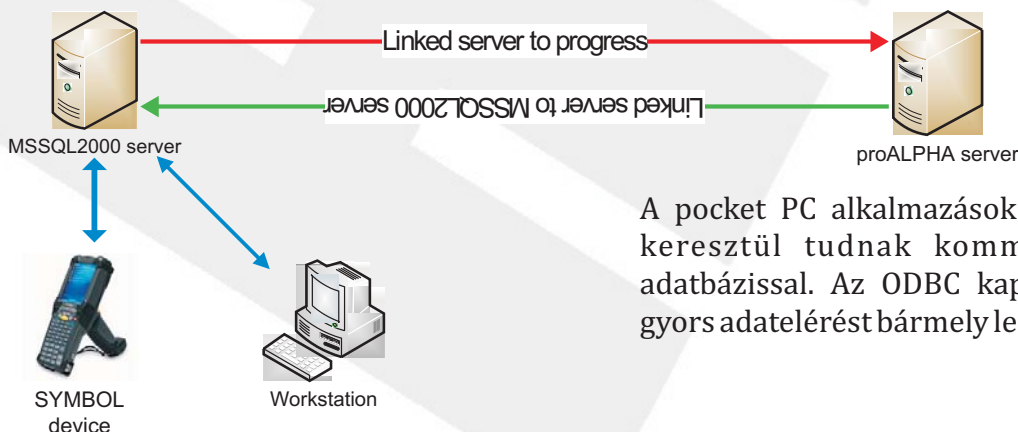 Linked server to progress
Linked server to MSSQL2000 server
MSSQL2000 server
proALPHA server
A pocket PC alkalmazások
keresztül tudnak komm
adatbázissal. Az ODBC kap
gyors adatelérést bármely le
SYMBOL
device
Workstation